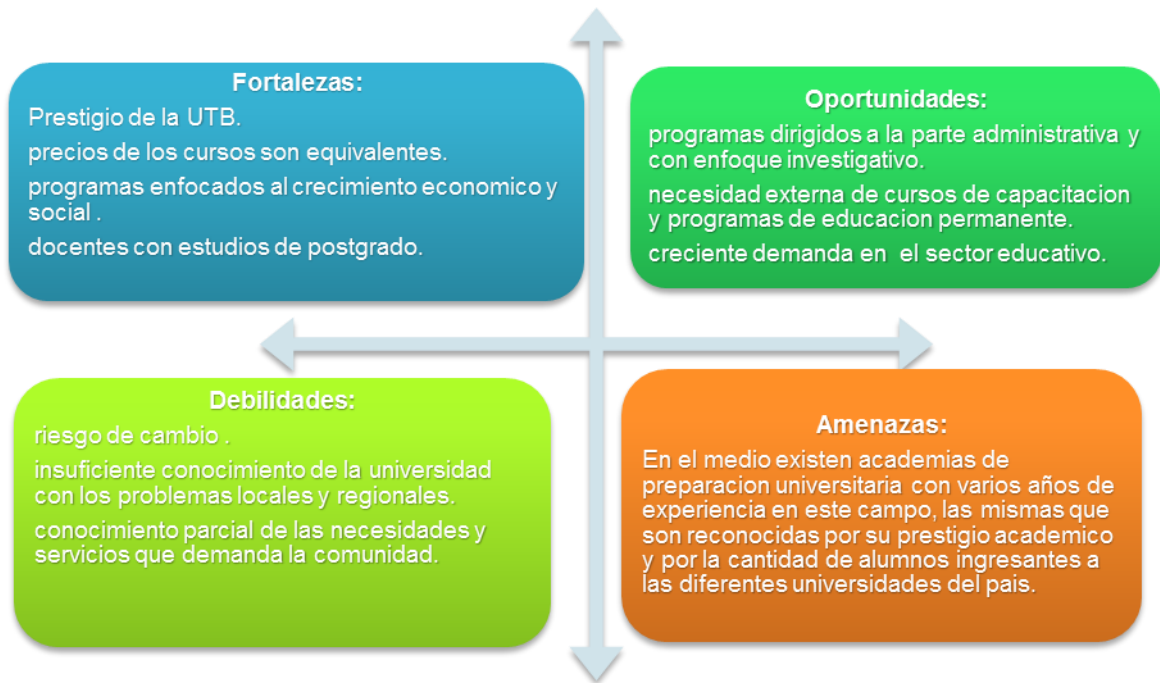 Fortalezas:
Prestigio de la UTB.
precios de los cursos son equivalentes.
programas enfocados al crecimiento economico y
social .
docentes con estudios de postgrado.
Oportunidades:
programas dirigidos a la parte administrativa y
con enfoque investigativo.
necesidad externa de cursos de capacitacion
y programas de educacion permanente.
creciente demanda en  el sector educativo.
Debilidades:
riesgo de cambio .
insuficiente conocimiento de la universidad
con los problemas locales y regionales.
conocimiento parcial de las necesidades y
servicios que demanda la comunidad.
Amenazas:
En el medio existen academias de
preparacion universitaria con varios años de
experiencia en este campo, las mismas que
son reconocidas por su prestigio academico
y por la cantidad de alumnos ingresantes a
las diferentes universidades del pais.